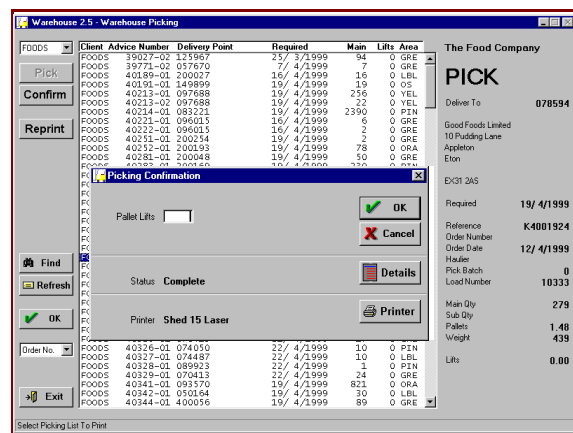 Warehouse 2.5 - Warehouse Picking
FOODS
Pick
Confirm
Reprint
Find
Refresh
OK
Order No.
Exit
Client Advice Number Delivery Point Required Main Lifts Area
FOODS 39027-02 125967 25/ 3/1999 94 0 GRE
FOODS 39771-02 057670 7/ 4/1999 7 0 GRE
FOODS 40189-01 200027 16/ 4/1999 16 0 LBL
FOODS 40191-01 149899 19/ 4/1999 19 0 OS
FOODS 40213-01 097688 19/ 4/1999 256 0 YEL
FOODS 40213-02 097688 19/ 4/1999 22 0 YEL
FOODS 40214-01 083221 19/ 4/1999 2390 0 PIN
FOODS 40221-01 096015 16/ 4/1999 6 0 GRE
FOODS 40222-01 096015 16/ 4/1999 2 0 GRE
FOODS 40251-01 200254 19/ 4/1999 2 0 GRE
FOODS 40252-01 200193 19/ 4/1999 78 0 ORA
FOODS 40281-01 200048 19/ 4/1999 50 0 GRE
Picking Confirmation
Pallet Lifts
OK
Cancel
Status Complete
Details
Printer Shed 15 Laser
Printer
FOODS 40326-01 074050 22/ 4/1999 10 0 PIN
FOODS 40327-01 074487 22/ 4/1999 10 0 LBL
FOODS 40328-01 089923 22/ 4/1999 1 0 PIN
FOODS 40329-01 070413 22/ 4/1999 24 0 GRE
FOODS 40341-01 093570 19/ 4/1999 821 0 ORA
FOODS 40342-01 050164 19/ 4/1999 30 0 LBL
FOODS 40344-01 400056 19/ 4/1999 89 0 GRE
The Food Company
PICK
Deliver To 078594
Good Foods Limited
10 Pudding Lane
Appleton
Eton
EX31 2AS
Required 19/ 4/1999
Reference K4001924
Order Number
Order Date 12/ 4/1999
Haulier
Pick Batch 0
Load Number 10333
Main Qty 279
Sub Qty
Pallets 1.48
Weight 439
Lifts 0.00
Select Picking List To Print